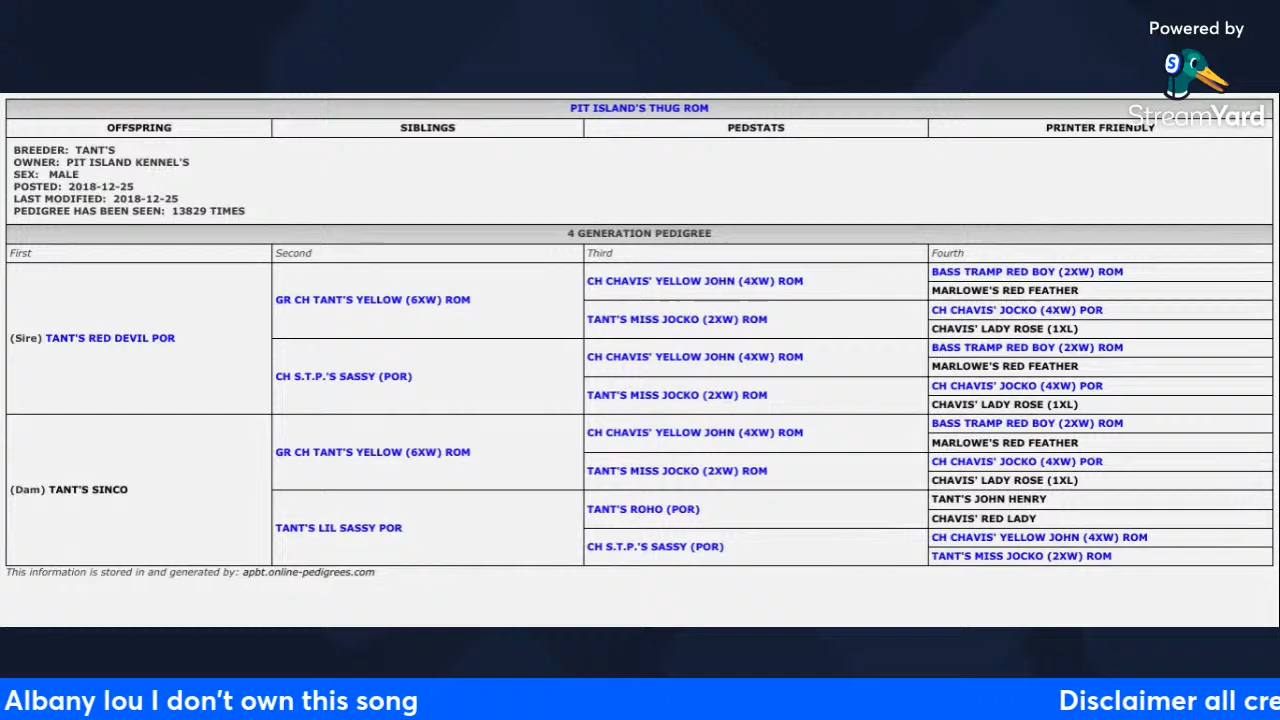 Powered by
StreamYard
PIT ISLAND'S THUG ROM
OFFSPRING SIBLINGS PEDSTATS PRINTER FRIENDLY
BREEDER: TANT'S
OWNER: PIT ISLAND KENNEL'S
SEX: MALE
POSTED: 2018-12-25
LAST MODIFIED: 2018-12-25
PEDIGREE HAS BEEN SEEN: 13829 TIMES
4 GENERATION PEDIGREE
First Second Third Fourth
(Sire) TANT'S RED DEVIL POR
GR CH TANT'S YELLOW (6XW) ROM
CH CHAVIS' YELLOW JOHN (4XW) ROM
BASS TRAMP RED BOY (2XW) ROM
MARLOWE'S RED FEATHER
TANT'S MISS JOCKO (2XW) ROM
CH CHAVIS' JOCKO (4XW) POR
CHAVIS' LADY ROSE (1XL)
CH S.T.P.'S SASSY (POR)
CH CHAVIS' YELLOW JOHN (4XW) ROM
BASS TRAMP RED BOY (2XW) ROM
MARLOWE'S RED FEATHER
TANT'S MISS JOCKO (2XW) ROM
CH CHAVIS' JOCKO (4XW) POR
CHAVIS' LADY ROSE (1XL)
(Dam) TANT'S SINCO
GR CH TANT'S YELLOW (6XW) ROM
CH CHAVIS' YELLOW JOHN (4XW) ROM
BASS TRAMP RED BOY (2XW) ROM
MARLOWE'S RED FEATHER
TANT'S MISS JOCKO (2XW) ROM
CH CHAVIS' JOCKO (4XW) POR
CHAVIS' LADY ROSE (1XL)
TANT'S LIL SASSY POR
TANT'S ROHO (POR)
TANT'S JOHN HENRY
CHAVIS' RED LADY
CH S.T.P.'S SASSY (POR)
CH CHAVIS' YELLOW JOHN (4XW) ROM
TANT'S MISS JOCKO (2XW) ROM
This information is stored in and generated by: apbt.online-pedigrees.com
Albany lou I don't own this song Disclaimer all cre